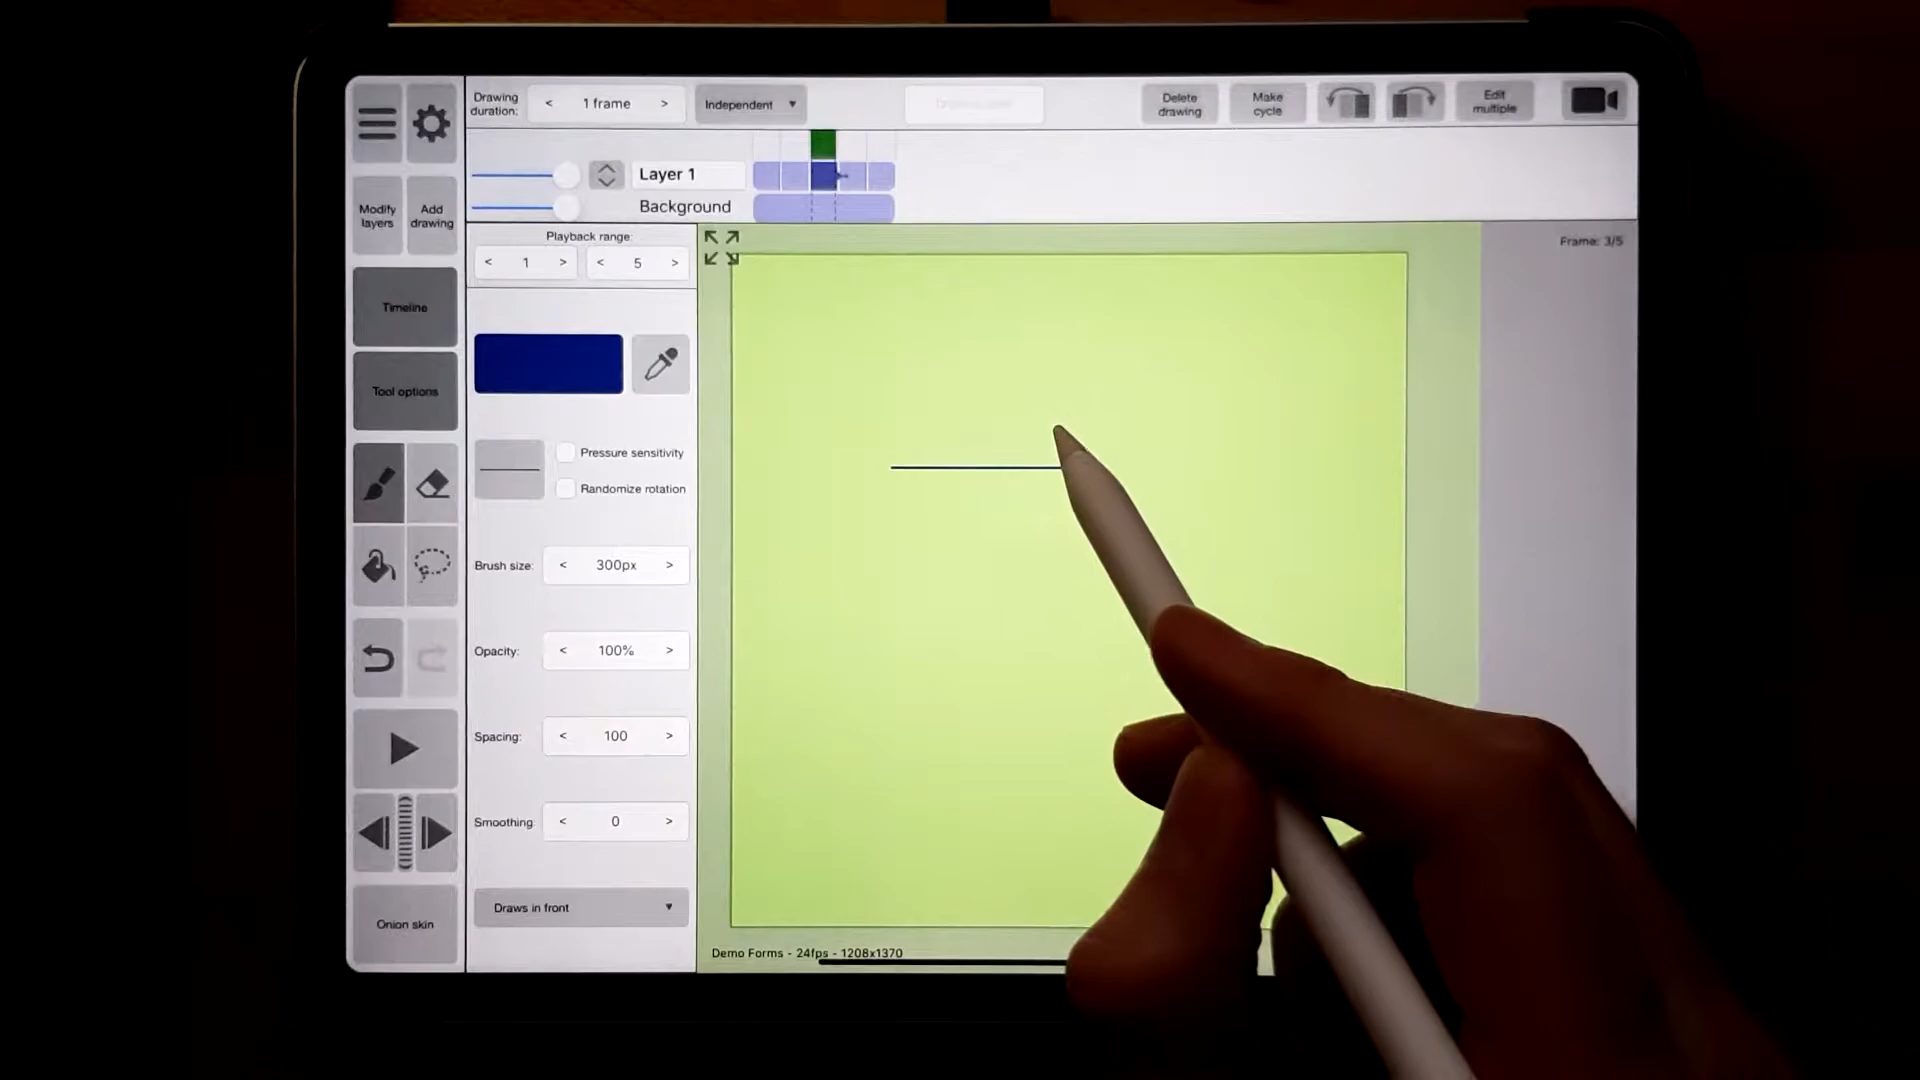 Drawing
duration:
< 1 frame >
Independent
Delete
drawing
Make
cycle
Edit
multiple
Layer 1
Background
Modify
layers
Add
drawing
Playback range:
< 1 >
< 5 >
Frame: 3/5
Timeline
Tool options
Pressure sensitivity
Randomize rotation
Brush size:
< 300px >
Opacity:
< 100% >
Spacing:
< 100 >
Smoothing:
< 0 >
Draws in front
Onion skin
Demo Forms - 24fps - 1208x1370